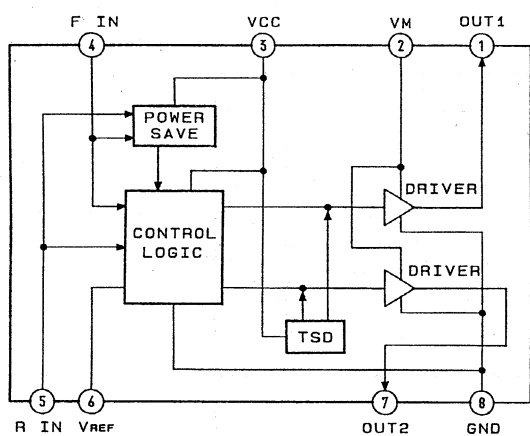 F IN VCC VM OUT1
4 3 2 1
POWER
SAVE
DRIVER
CONTROL
LOGIC
DRIVER
TSD
5 6 7 8
R IN VREF OUT2 GND